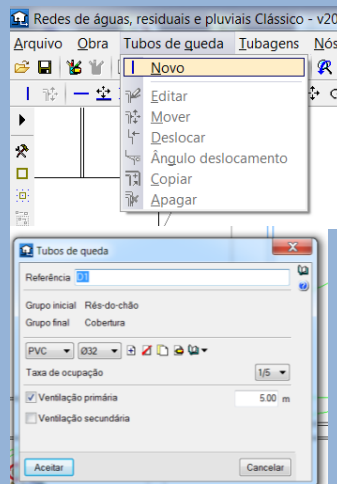 Redes de águas, residuais e pluviais Clássico - v20
Arquivo Obra Tubos de queda Tubagens Nós
Novo
Editar
Mover
Deslocar
Ângulo deslocamento
Copiar
Apagar
Tubos de queda
Referência D1
Grupo inicial Rés-do-chão
Grupo final Cobertura
PVC Ø32
Taxa de ocupação 1/5
Ventilação primária 5.00 m
Ventilação secundária
Aceitar Cancelar